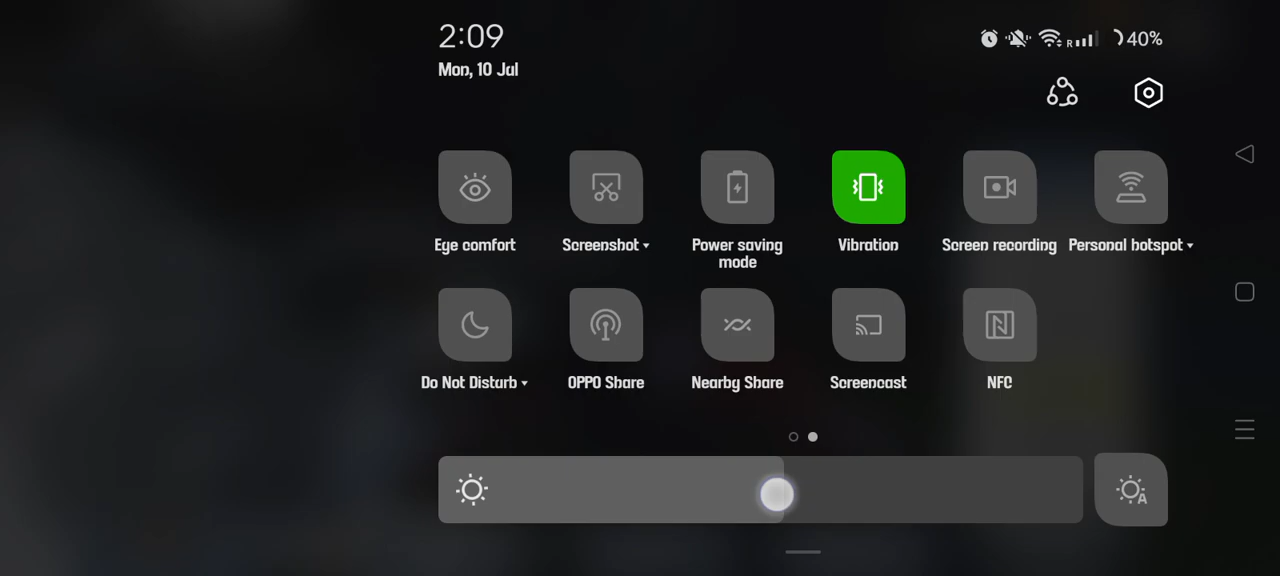 2:09
Mon, 10 Jul
R
40%
Eye comfort
Screenshot
Power saving
mode
Vibration
Screen recording
Personal hotspot
Do Not Disturb
OPPO Share
Nearby Share
Screencast
NFC
A